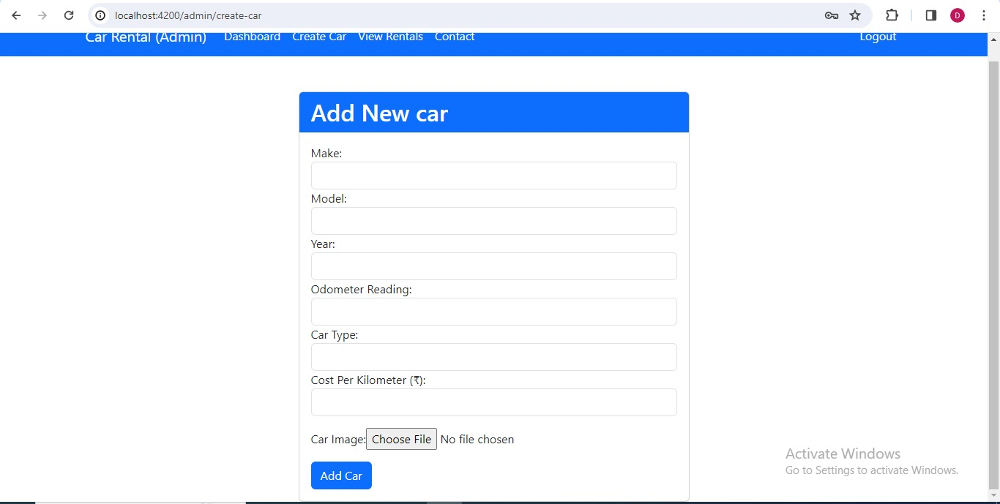 localhost:4200/admin/create-car
D
Car Rental (Admin) Dashboard Create Car View Rentals Contact Logout
Add New car
Make:
Model:
Year:
Odometer Reading:
Car Type:
Cost Per Kilometer (₹):
Car Image: Choose File No file chosen
Add Car
Activate Windows
Go to Settings to activate Windows.